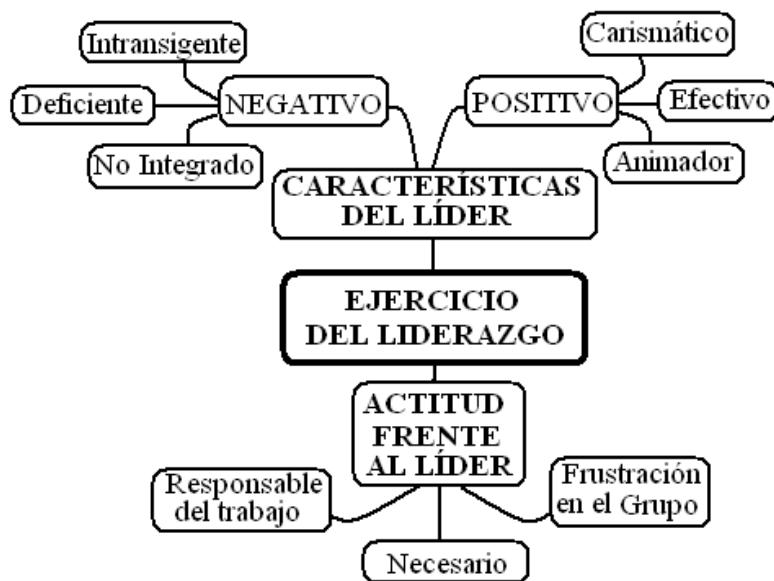 Intransigente
Deficiente
No Integrado
NEGATIVO
POSITIVO
Carismático
Efectivo
Animador
CARACTERÍSTICAS
DEL LÍDER
EJERCICIO
DEL LIDERAZGO
ACTITUD
FRENTE
AL LÍDER
Responsable
del trabajo
Necesario
Frustración
en el Grupo